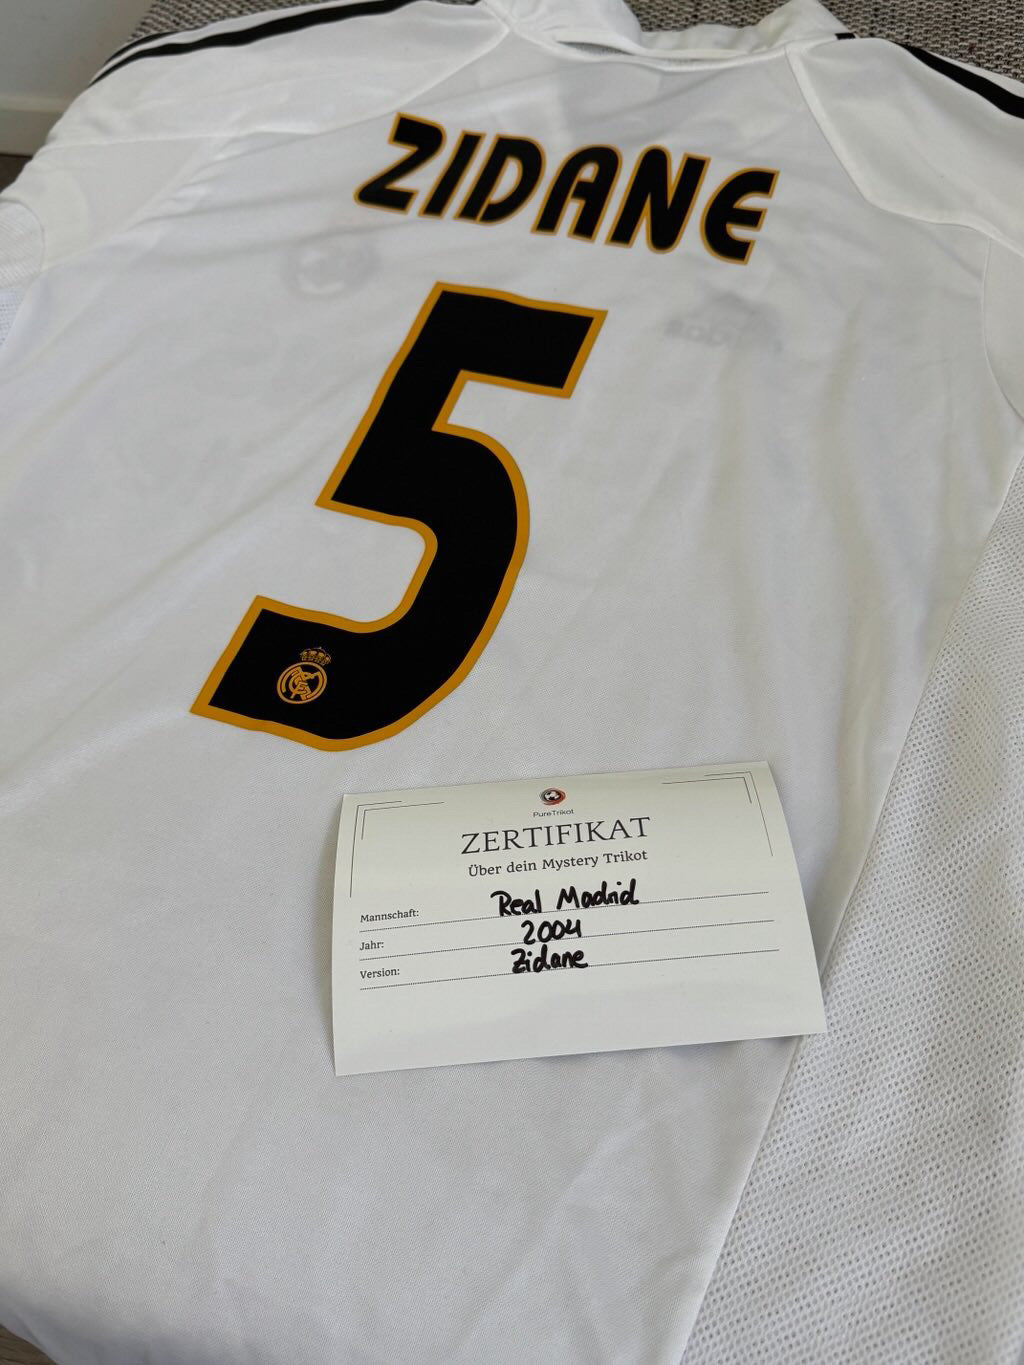 ZIDANE
5
PureTrikot
ZERTIFIKAT
Über dein Mystery Trikot
Mannschaft: Real Madrid
Jahr: 2004
Version: Zidane